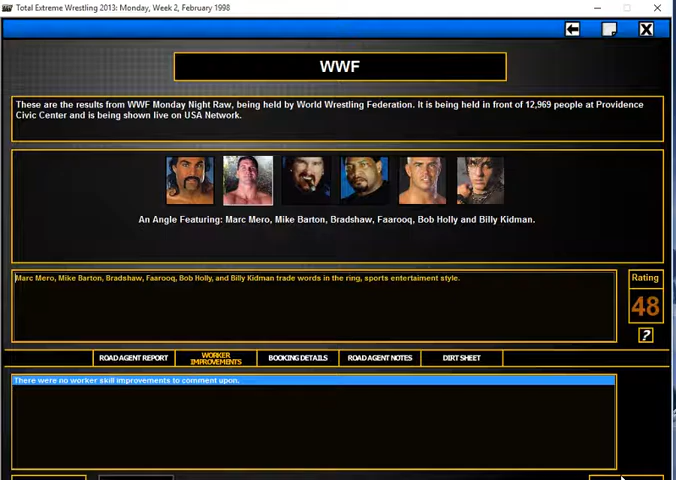 Total Extreme Wrestling 2013: Monday, Week 2, February 1998
WWF
These are the results from WWF Monday Night Raw, being held by World Wrestling Federation. It is being held in front of 12,969 people at Providence
Civic Center and is being shown live on USA Network.
An Angle Featuring: Marc Mero, Mike Barton, Bradshaw, Faarooq, Bob Holly and Billy Kidman.
Marc Mero, Mike Barton, Bradshaw, Faarooq, Bob Holly, and Billy Kidman trade words in the ring, sports entertaiment style.
Rating
48
?
ROAD AGENT REPORT
WORKER
IMPROVEMENTS
BOOKING DETAILS
ROAD AGENT NOTES
DIRT SHEET
There were no worker skill improvements to comment upon.